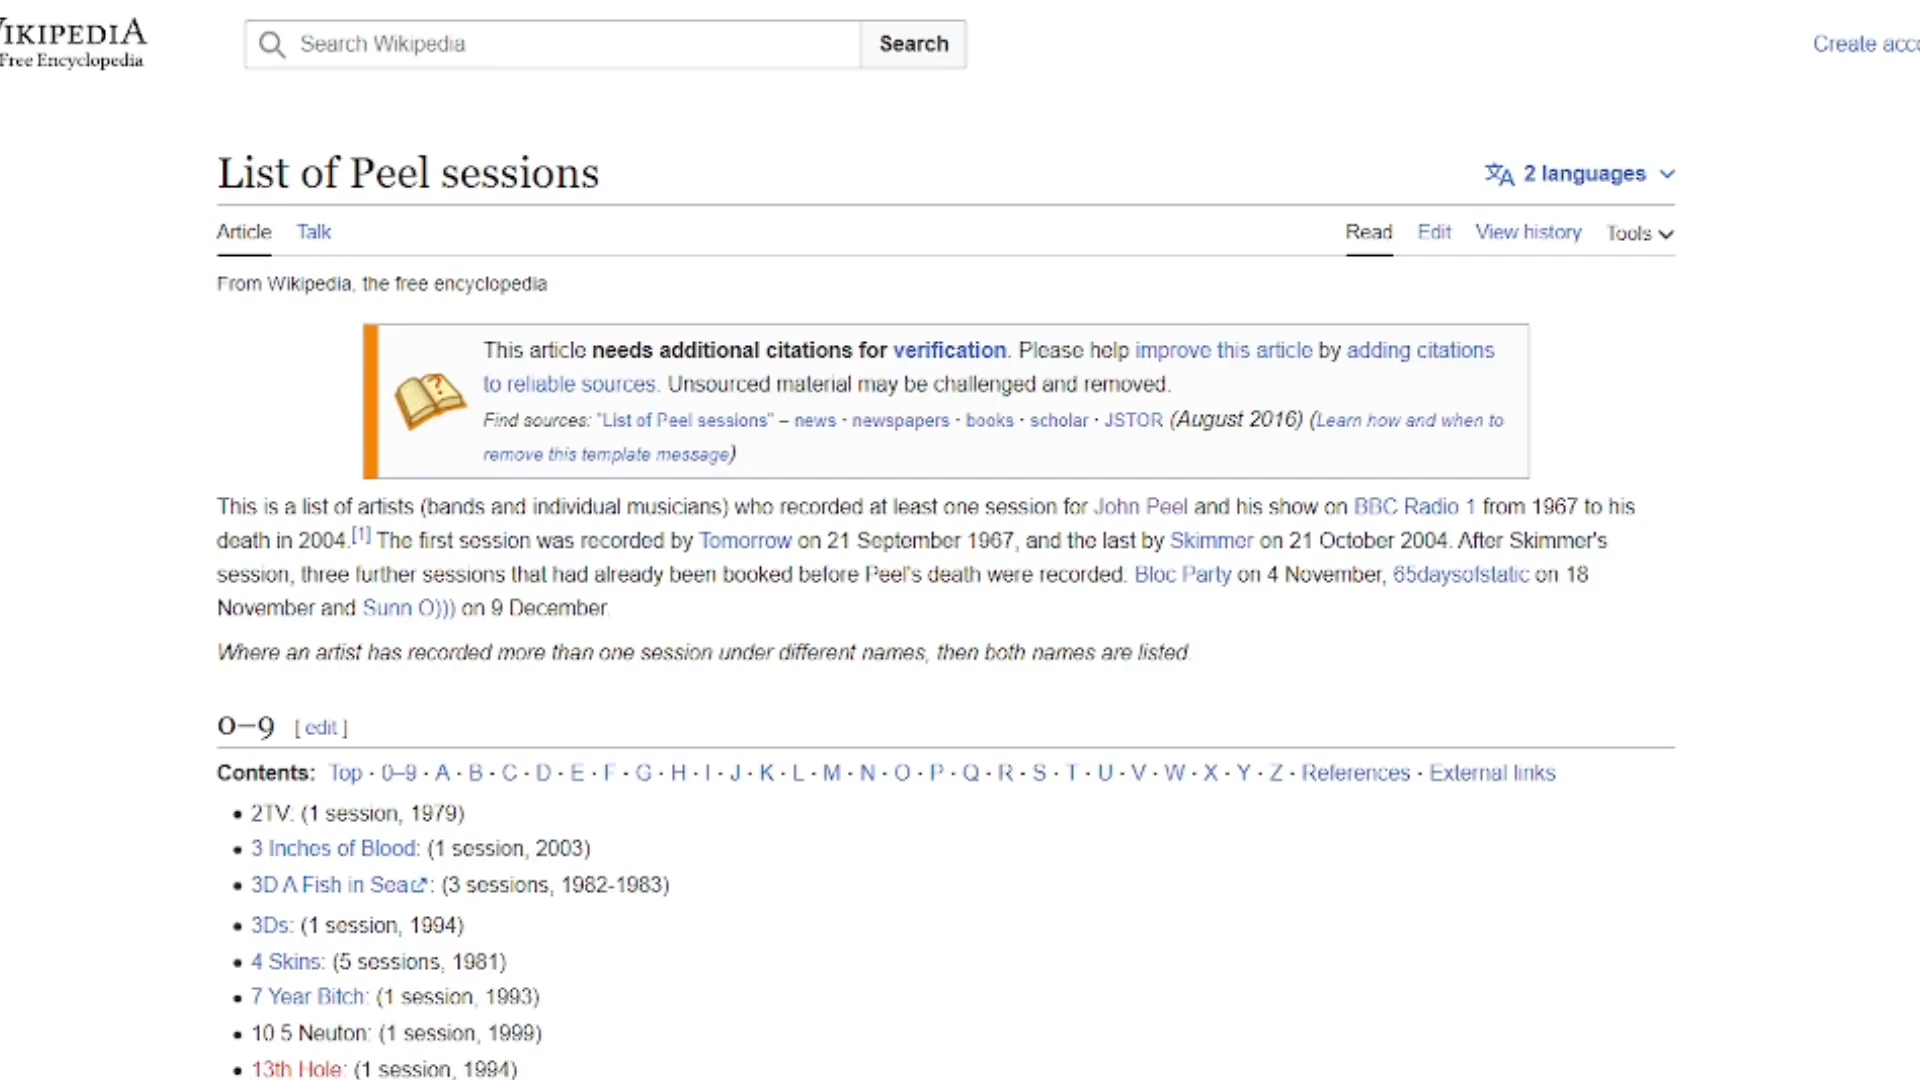 IKIPEDIA
Free Encyclopedia
Search Wikipedia
Search
Create acco
List of Peel sessions
2 languages
Article Talk
Read Edit View history Tools
From Wikipedia, the free encyclopedia
This article needs additional citations for verification. Please help improve this article by adding citations
to reliable sources. Unsourced material may be challenged and removed.
Find sources: "List of Peel sessions" – news · newspapers · books · scholar · JSTOR (August 2016) (Learn how and when to
remove this template message)
This is a list of artists (bands and individual musicians) who recorded at least one session for John Peel and his show on BBC Radio 1 from 1967 to his
death in 2004.[1] The first session was recorded by Tomorrow on 21 September 1967, and the last by Skimmer on 21 October 2004. After Skimmer's
session, three further sessions that had already been booked before Peel's death were recorded: Bloc Party on 4 November, 65daysofstatic on 18
November and Sunn O))) on 9 December.
Where an artist has recorded more than one session under different names, then both names are listed.
0–9 [ edit ]
Contents: Top · 0–9 · A · B · C · D · E · F · G · H · I · J · K · L · M · N · O · P · Q · R · S · T · U · V · W · X · Y · Z · References · External links
• 2TV. (1 session, 1979)
• 3 Inches of Blood: (1 session, 2003)
• 3D A Fish in Sea: (3 sessions, 1982-1983)
• 3Ds: (1 session, 1994)
• 4 Skins: (5 sessions, 1981)
• 7 Year Bitch: (1 session, 1993)
• 10 5 Neuton: (1 session, 1999)
• 13th Hole: (1 session, 1994)